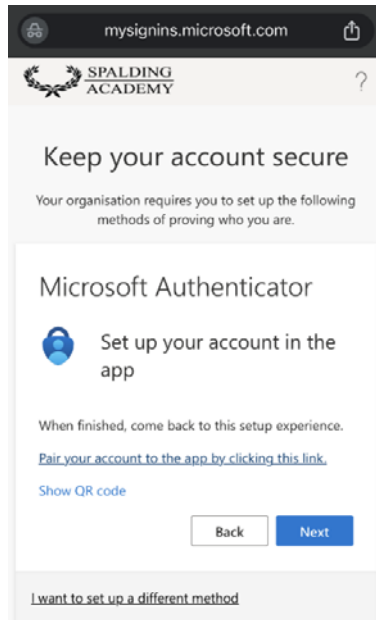 mysignins.microsoft.com
SPALDING
ACADEMY
?
Keep your account secure
Your organisation requires you to set up the following
methods of proving who you are.
Microsoft Authenticator
Set up your account in the
app
When finished, come back to this setup experience.
Pair your account to the app by clicking this link.
Show QR code
Back
Next
I want to set up a different method